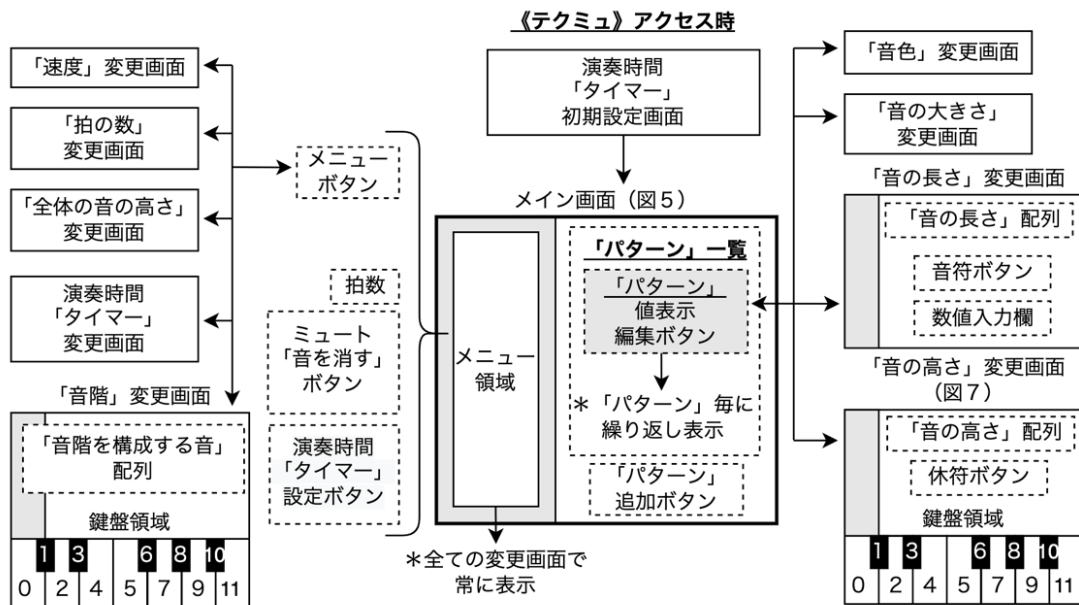 《テクミュ》アクセス時
演奏時間
「タイマー」
初期設定画面
「速度」変更画面
「拍の数」
変更画面
「全体の音の高さ」
変更画面
演奏時間
「タイマー」
変更画面
「音階」変更画面
「音階を構成する音」
配列
鍵盤領域
1 3 6 8 10
0 2 4 5 7 9 11
メニュー
ボタン
拍数
ミュート
「音を消す」
ボタン
演奏時間
「タイマー」
設定ボタン
メイン画面（図５）
メニュー
領域
「パターン」一覧
「パターン」
値表示
編集ボタン
＊「パターン」毎に
繰り返し表示
「パターン」
追加ボタン
＊全ての変更画面で
常に表示
「音色」変更画面
「音の大きさ」
変更画面
「音の長さ」変更画面
「音の長さ」配列
音符ボタン
数値入力欄
「音の高さ」変更画面
（図７）
「音の高さ」配列
休符ボタン
鍵盤領域
1 3 6 8 10
0 2 4 5 7 9 11